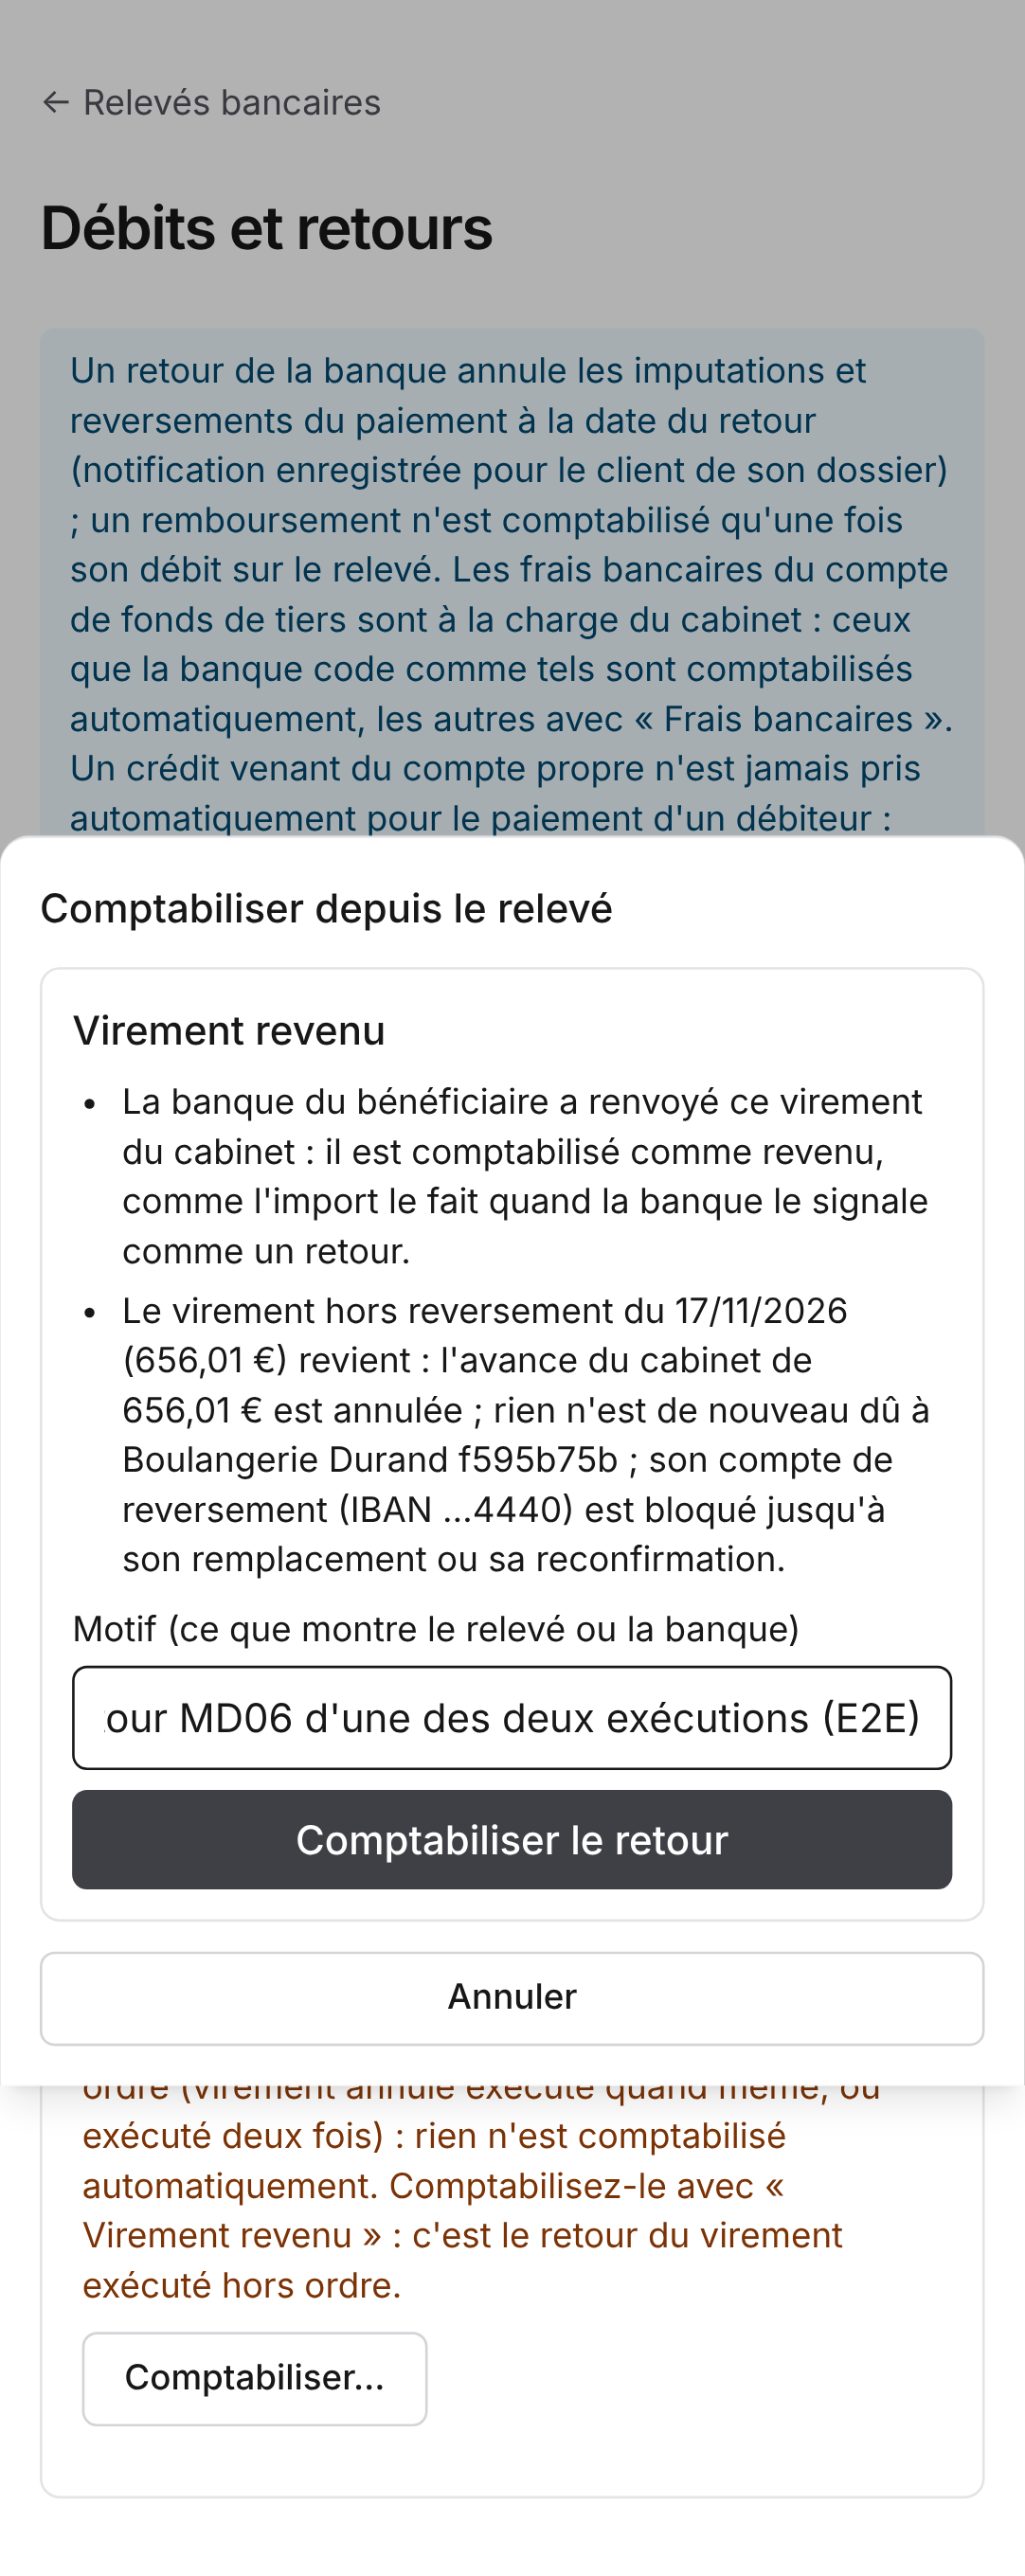 ← Relevés bancaires
Débits et retours
Un retour de la banque annule les imputations et
reversements du paiement à la date du retour
(notification enregistrée pour le client de son dossier)
; un remboursement n'est comptabilisé qu'une fois
son débit sur le relevé. Les frais bancaires du compte
de fonds de tiers sont à la charge du cabinet : ceux
que la banque code comme tels sont comptabilisés
automatiquement, les autres avec « Frais bancaires ».
Un crédit venant du compte propre n'est jamais pris
automatiquement pour le paiement d'un débiteur :
Comptabiliser depuis le relevé
Virement revenu
• La banque du bénéficiaire a renvoyé ce virement
du cabinet : il est comptabilisé comme revenu,
comme l'import le fait quand la banque le signale
comme un retour.
• Le virement hors reversement du 17/11/2026
(656,01 €) revient : l'avance du cabinet de
656,01 € est annulée ; rien n'est de nouveau dû à
Boulangerie Durand f595b75b ; son compte de
reversement (IBAN ...4440) est bloqué jusqu'à
son remplacement ou sa reconfirmation.
Motif (ce que montre le relevé ou la banque)
tour MD06 d'une des deux exécutions (E2E)
Comptabiliser le retour
Annuler
ordre (virement annulé exécuté quand même, ou
exécuté deux fois) : rien n'est comptabilisé
automatiquement. Comptabilisez-le avec «
Virement revenu » : c'est le retour du virement
exécuté hors ordre.
Comptabiliser...